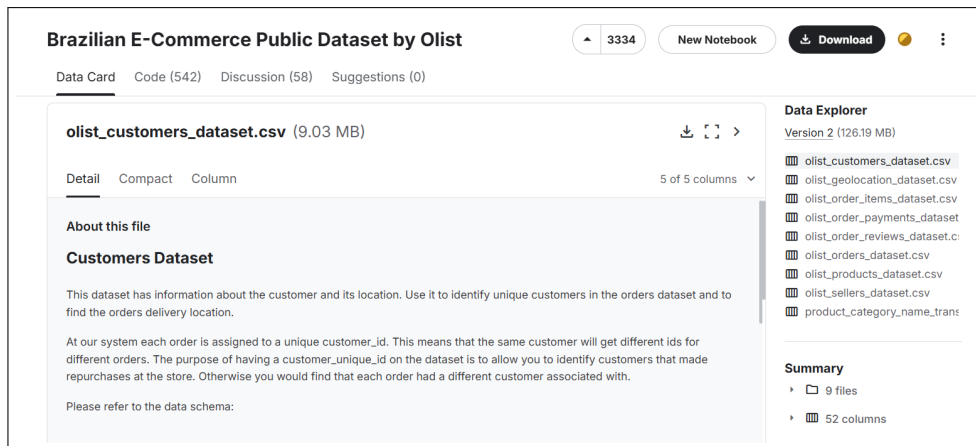 Brazilian E-Commerce Public Dataset by Olist
3334
New Notebook
Download
Data Card Code (542) Discussion (58) Suggestions (0)
olist_customers_dataset.csv (9.03 MB)
Detail Compact Column
5 of 5 columns
About this file
Customers Dataset
This dataset has information about the customer and its location. Use it to identify unique customers in the orders dataset and to
find the orders delivery location.
At our system each order is assigned to a unique customer_id. This means that the same customer will get different ids for
different orders. The purpose of having a customer_unique_id on the dataset is to allow you to identify customers that made
repurchases at the store. Otherwise you would find that each order had a different customer associated with.
Please refer to the data schema:
Data Explorer
Version 2 (126.19 MB)
olist_customers_dataset.csv
olist_geolocation_dataset.csv
olist_order_items_dataset.csv
olist_order_payments_dataset
olist_order_reviews_dataset.c
olist_orders_dataset.csv
olist_products_dataset.csv
olist_sellers_dataset.csv
product_category_name_trans
Summary
9 files
52 columns